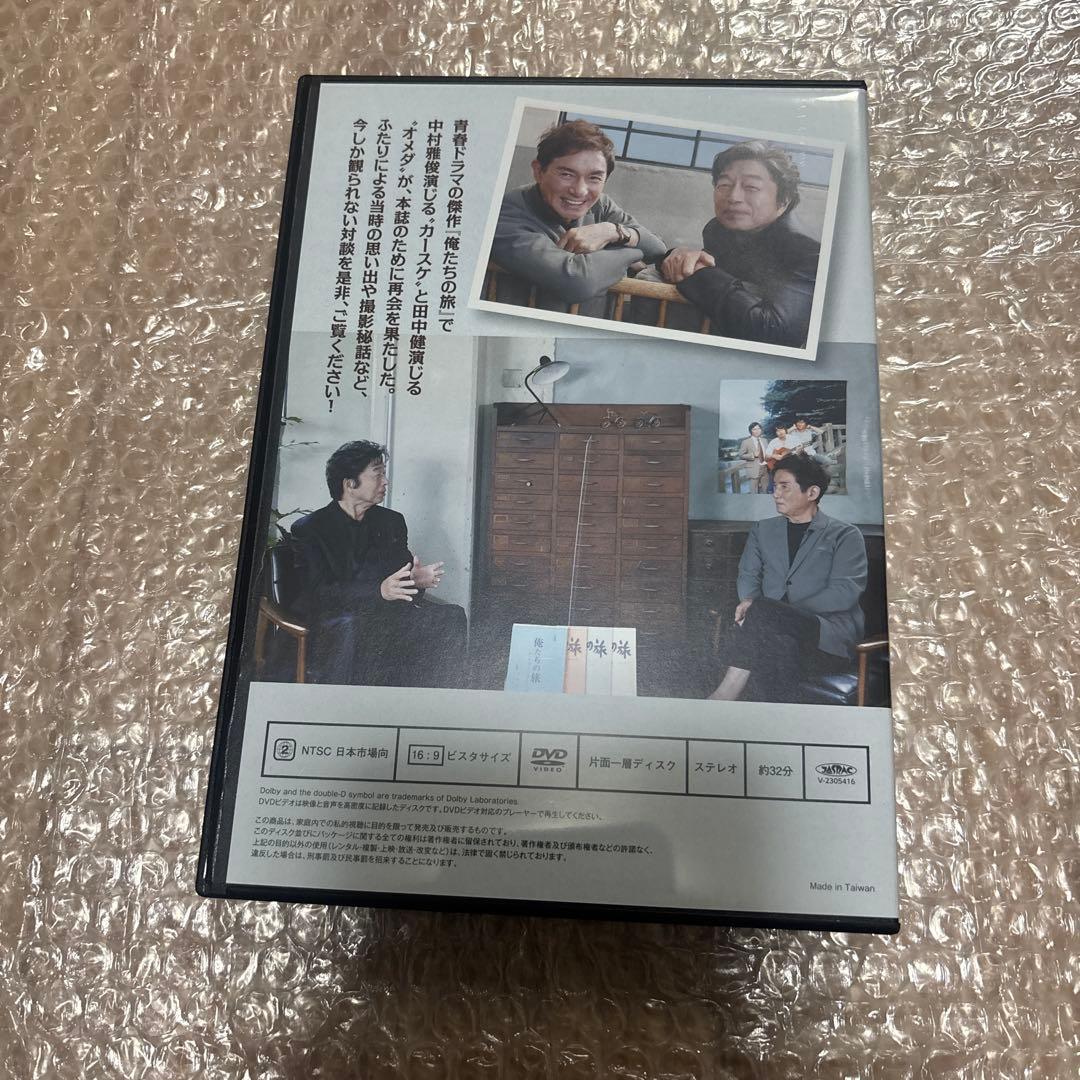 青春ドラマの傑作『俺たちの旅』で
中村雅俊演じる〝カースケ〟と田中健演じる
〝オメダ〟が、本誌のために再会を果たした。
ふたりによる当時の思い出や撮影秘話など、
今しか観られない対談を是非、ご覧ください！
俺たちの旅
旅
の旅
の旅
2 NTSC 日本市場向
16:9 ビスタサイズ
DVD VIDEO
片面一層ディスク
ステレオ
約32分
JASRAC
V-2305416
Dolby and the double-D symbol are trademarks of Dolby Laboratories.
DVDビデオは映像と音声を高密度に記録したディスクです。DVDビデオ対応のプレーヤーで再生してください。
この商品は、家庭内での私的視聴に目的を限って発売及び販売するものです。
このディスク並びにパッケージに関する全ての権利は著作権者に留保されており、著作権者及び頒布権者などの許諾なく、
上記の目的以外の使用（レンタル・複製・上映・放送・改変など）は、法律で固く禁じられております。
違反した場合は、刑事罰及び民事罰を招来することになります。
Made in Taiwan